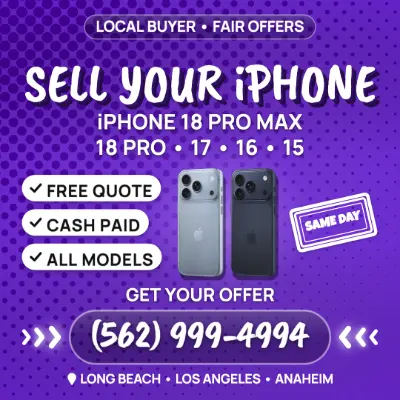 LOCAL BUYER • FAIR OFFERS
SELL YOUR iPHONE
iPHONE 18 PRO MAX
18 PRO • 17 • 16 • 15
✓ FREE QUOTE
✓ CASH PAID
✓ ALL MODELS
SAME DAY
GET YOUR OFFER
››› (562) 999-4994 ‹‹‹
LONG BEACH • LOS ANGELES • ANAHEIM